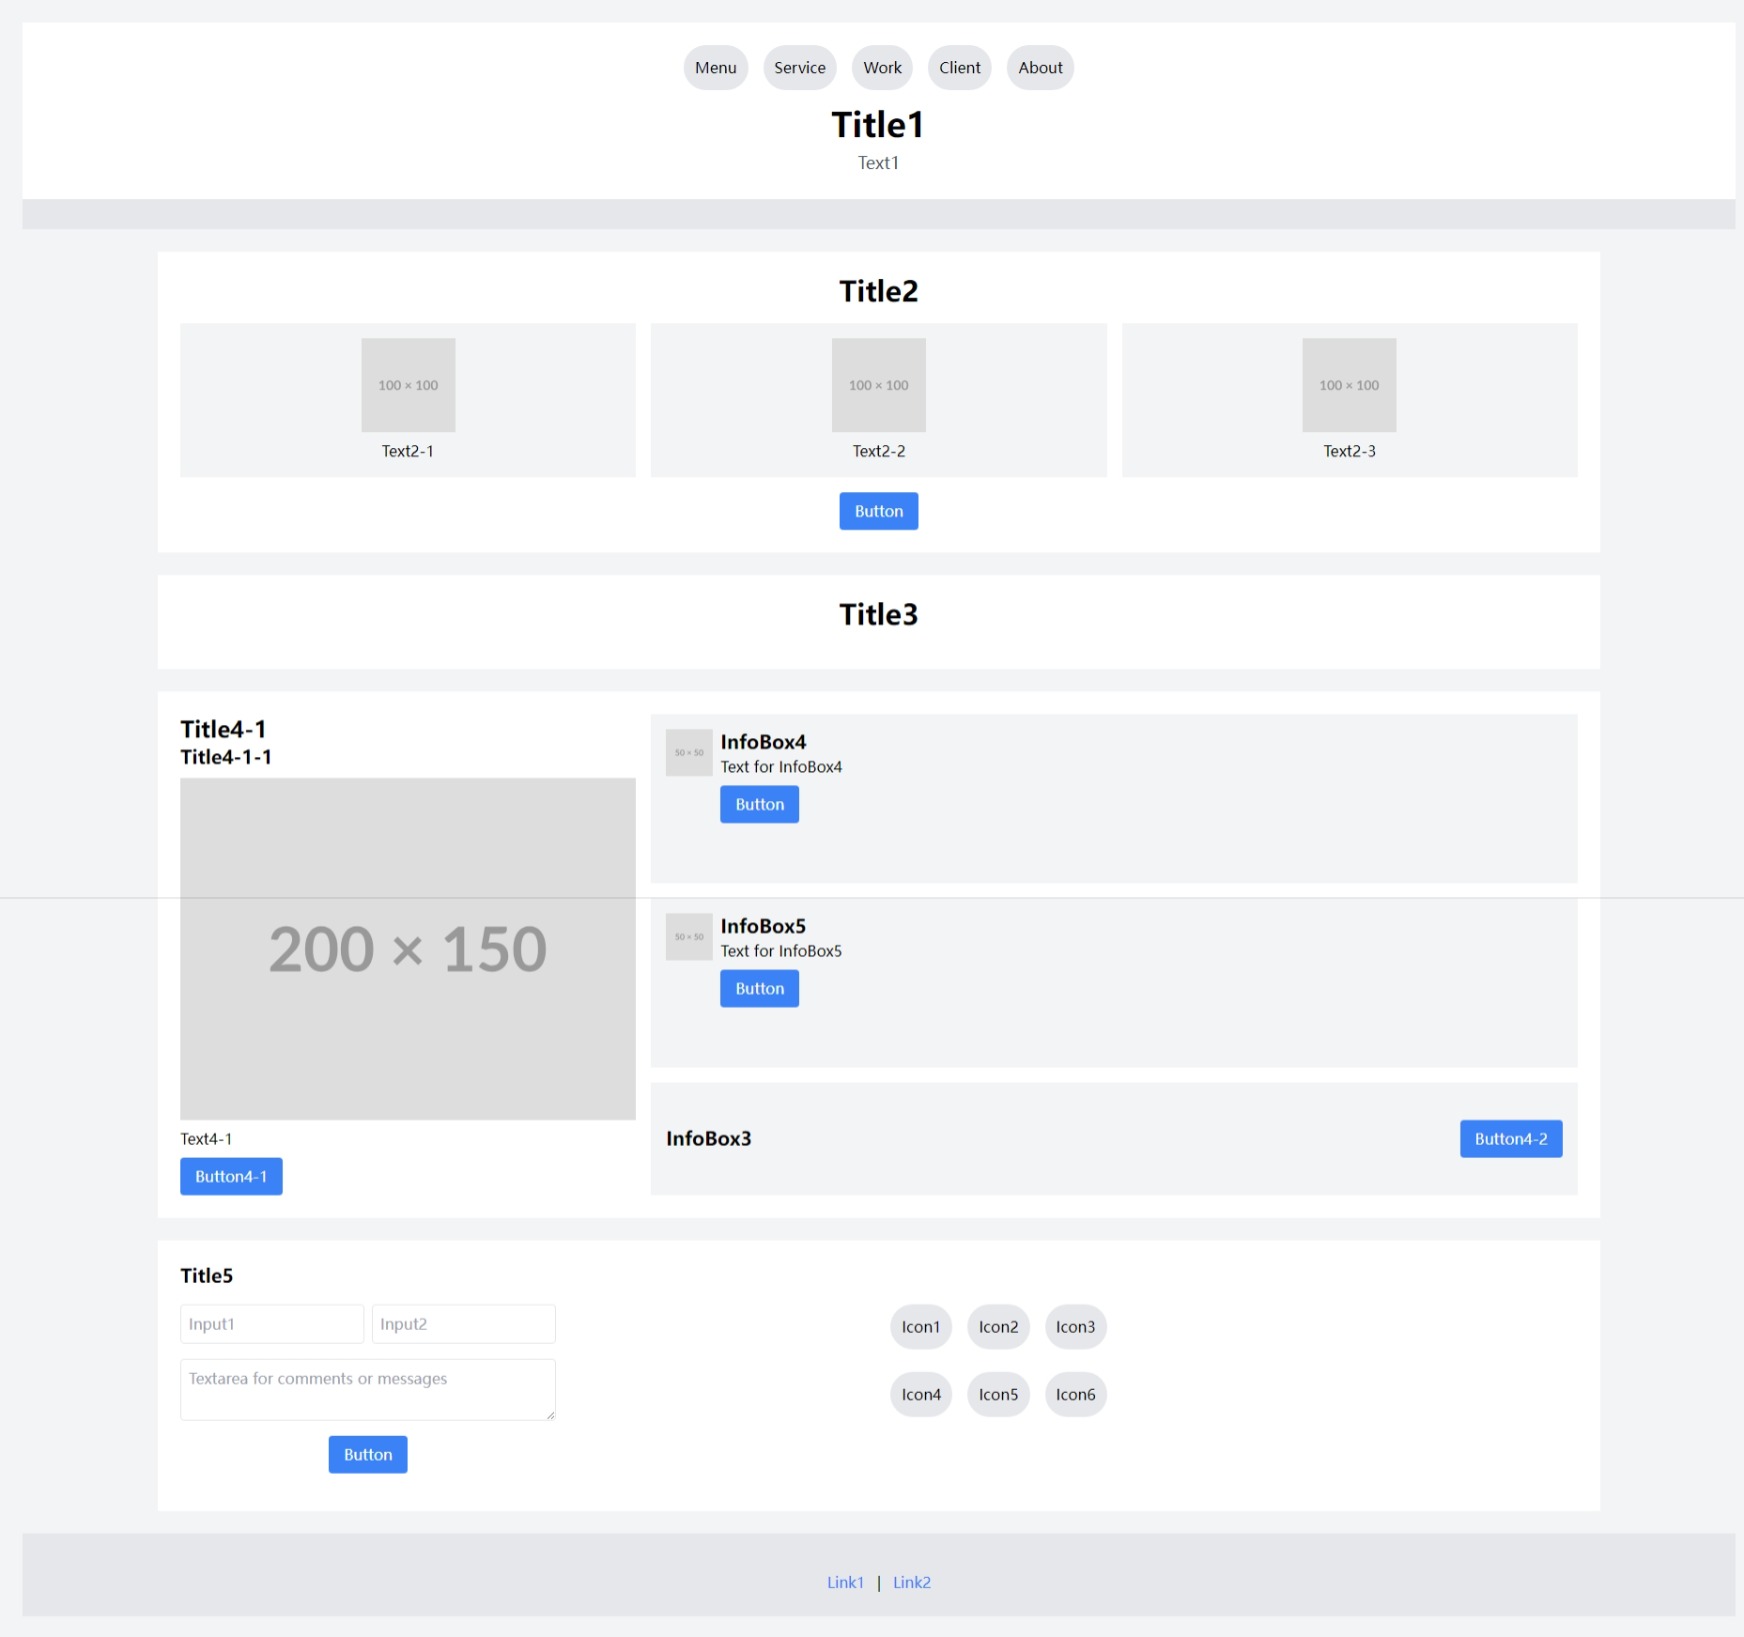 Menu Service Work Client About
Title1
Text1
Title2
100 × 100 100 × 100 100 × 100
Text2-1 Text2-2 Text2-3
Button
Title3
Title4-1
Title4-1-1
200 × 150
Text4-1
Button4-1
50 × 50
InfoBox4
Text for InfoBox4
Button
50 × 50
InfoBox5
Text for InfoBox5
Button
InfoBox3 Button4-2
Title5
Input1 Input2
Textarea for comments or messages
Button
Icon1 Icon2 Icon3
Icon4 Icon5 Icon6
Link1 | Link2